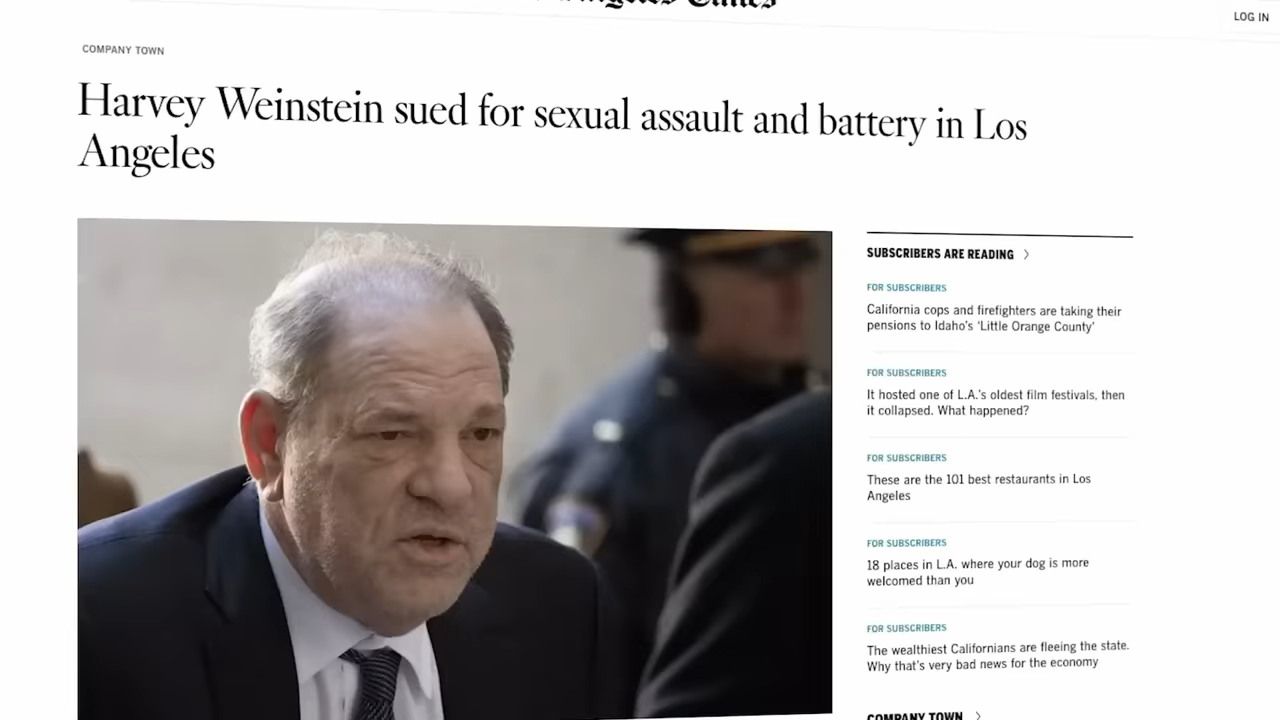 Angeles Times
LOG IN
COMPANY TOWN
Harvey Weinstein sued for sexual assault and battery in Los
Angeles
SUBSCRIBERS ARE READING
FOR SUBSCRIBERS
California cops and firefighters are taking their
pensions to Idaho's ‘Little Orange County’
FOR SUBSCRIBERS
It hosted one of L.A.'s oldest film festivals, then
it collapsed. What happened?
FOR SUBSCRIBERS
These are the 101 best restaurants in Los
Angeles
FOR SUBSCRIBERS
18 places in L.A. where your dog is more
welcomed than you
FOR SUBSCRIBERS
The wealthiest Californians are fleeing the state.
Why that's very bad news for the economy
COMPANY TOWN